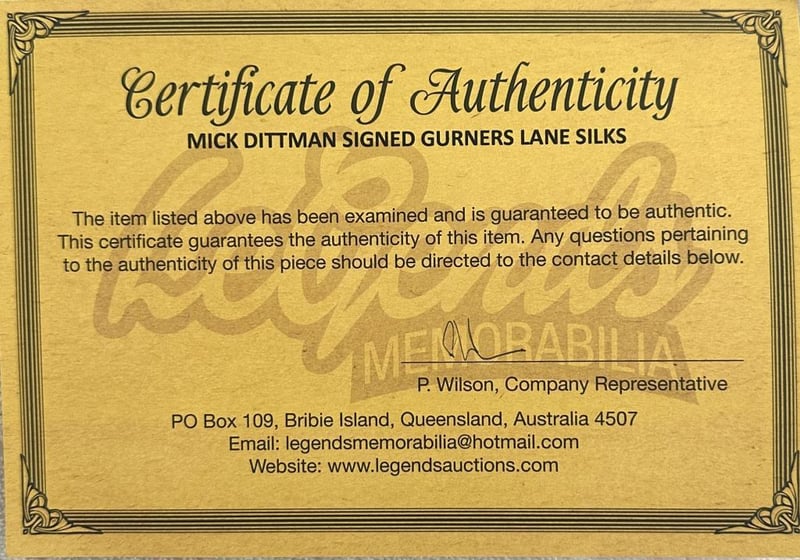 Certificate of Authenticity
MICK DITTMAN SIGNED GURNERS LANE SILKS
Legends
MEMORABILIA
The item listed above has been examined and is guaranteed to be authentic.
This certificate guarantees the authenticity of this item. Any questions pertaining
to the authenticity of this piece should be directed to the contact details below.
P. Wilson, Company Representative
PO Box 109, Bribie Island, Queensland, Australia 4507
Email: legendsmemorabilia@hotmail.com
Website: www.legendsauctions.com